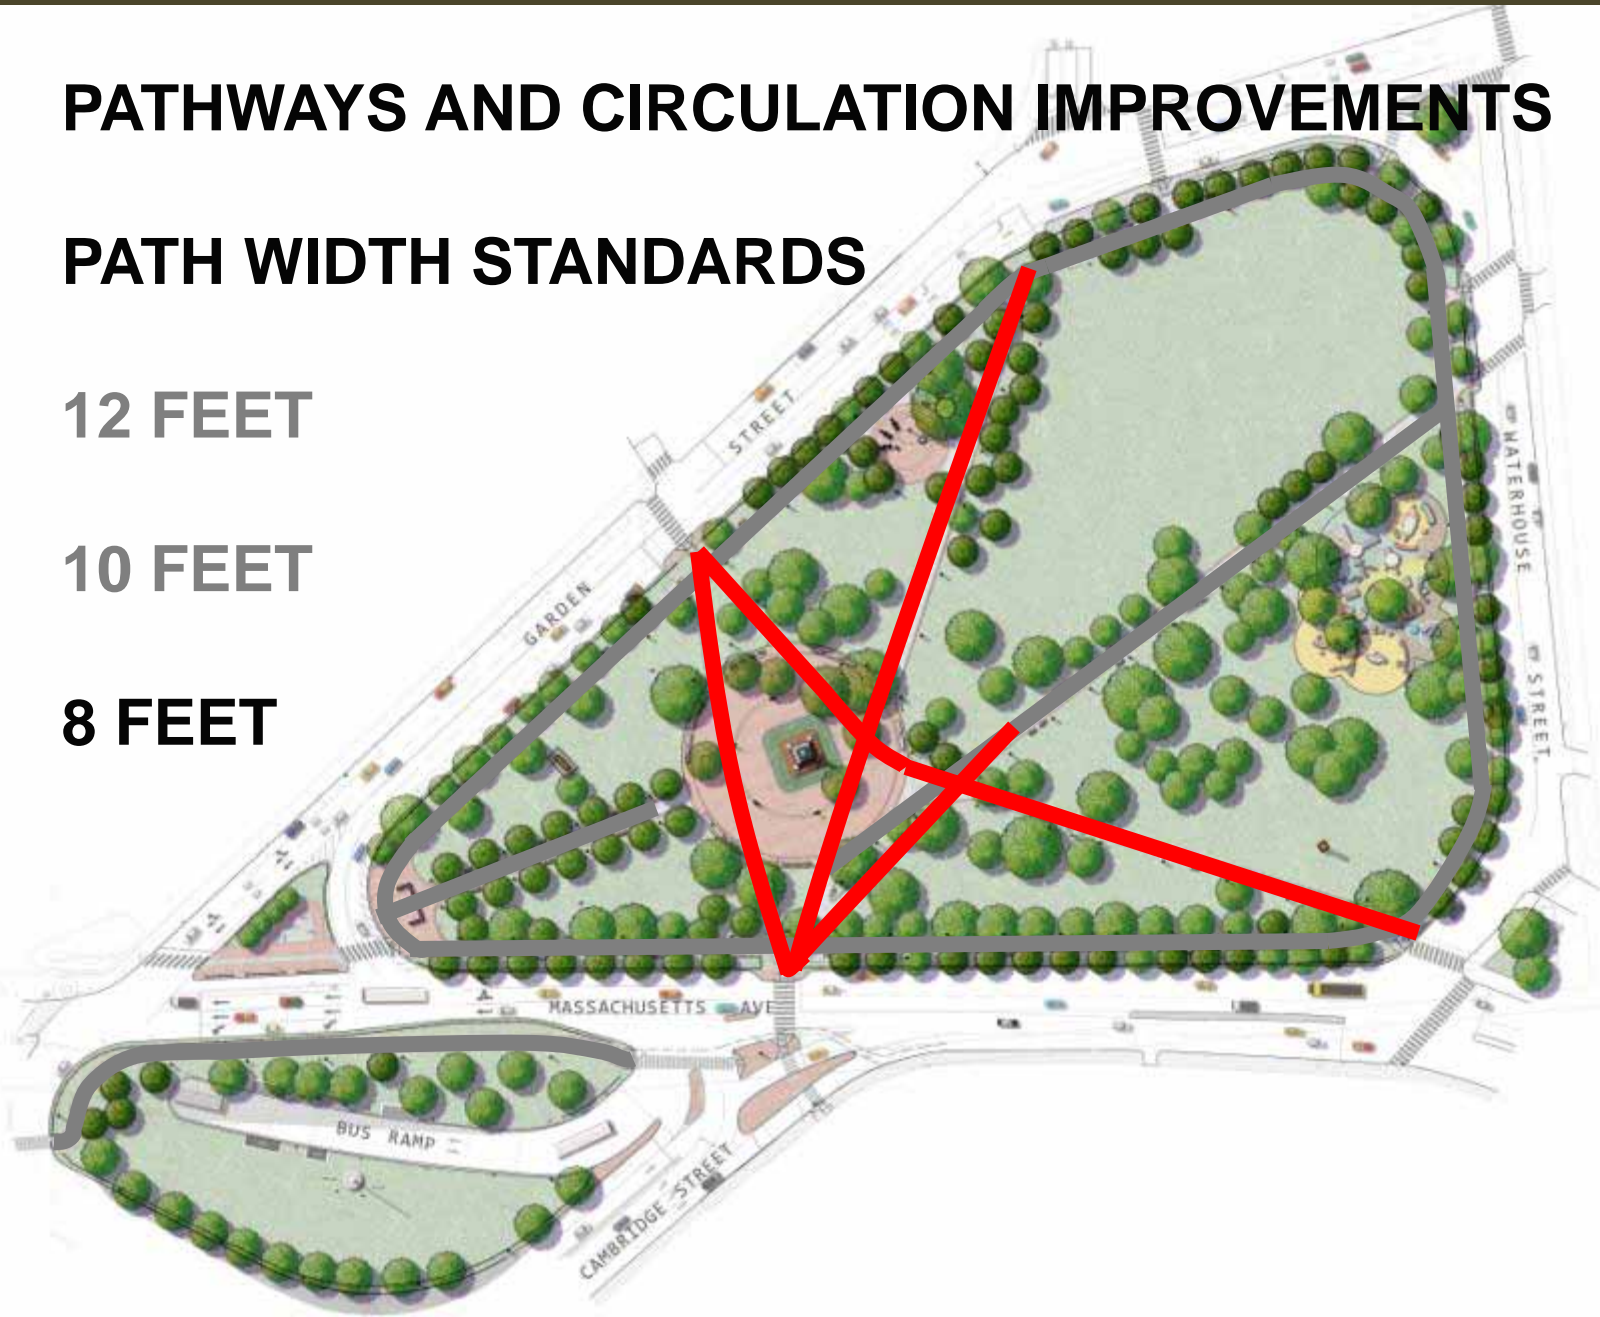 PATHWAYS AND CIRCULATION IMPROVEMENTS
PATH WIDTH STANDARDS
12 FEET
10 FEET
8 FEET
GARDEN STREET
WATERHOUSE STREET
MASSACHUSETTS AVE
BUS RAMP
CAMBRIDGE STREET